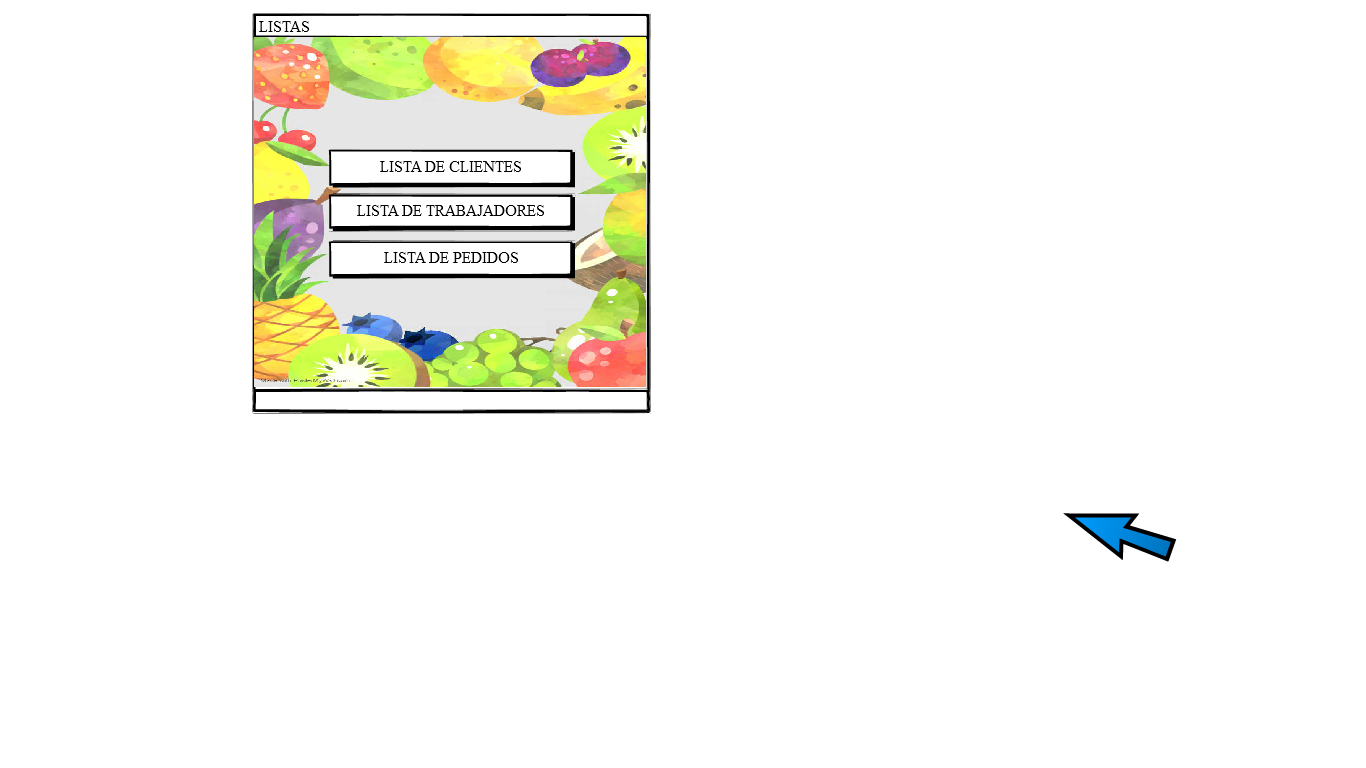 LISTAS
LISTA DE CLIENTES
LISTA DE TRABAJADORES
LISTA DE PEDIDOS